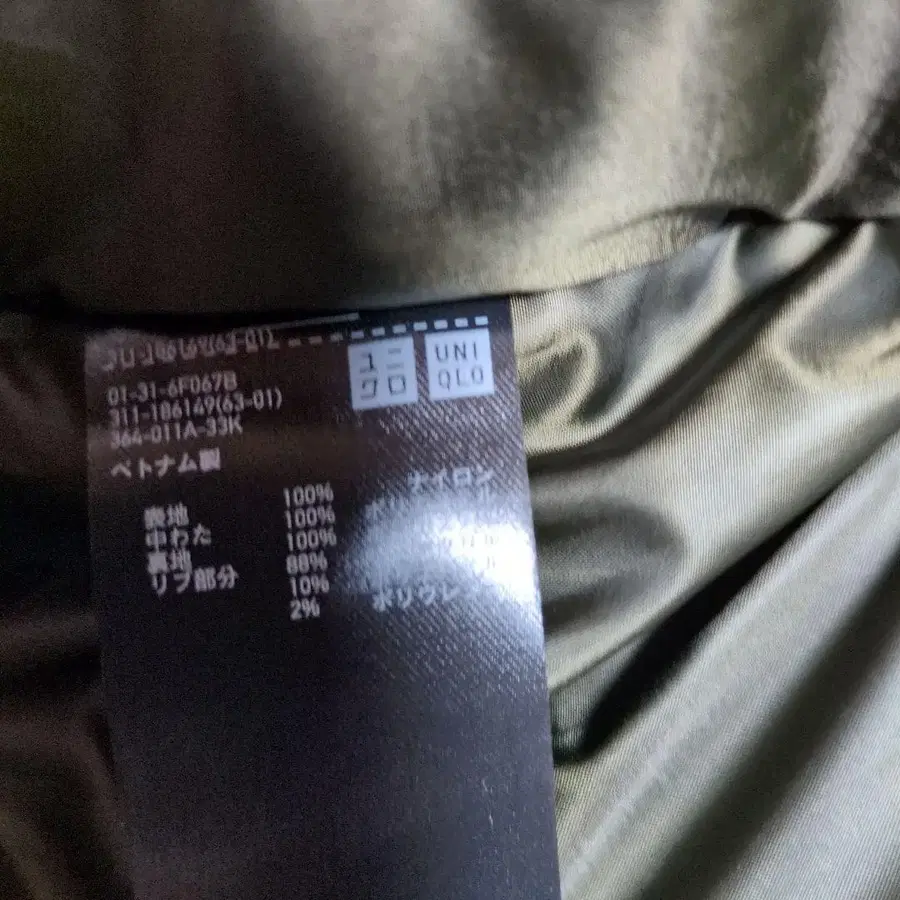 ユニ
クロ
UNI
QLO
01-31-6F067B
311-186149(63-01)
364-011A-33K
ベトナム製
表地 100% ナイロン
中わた 100%
裏地 100%
リブ部分 88%
10%
2% ポリウレ